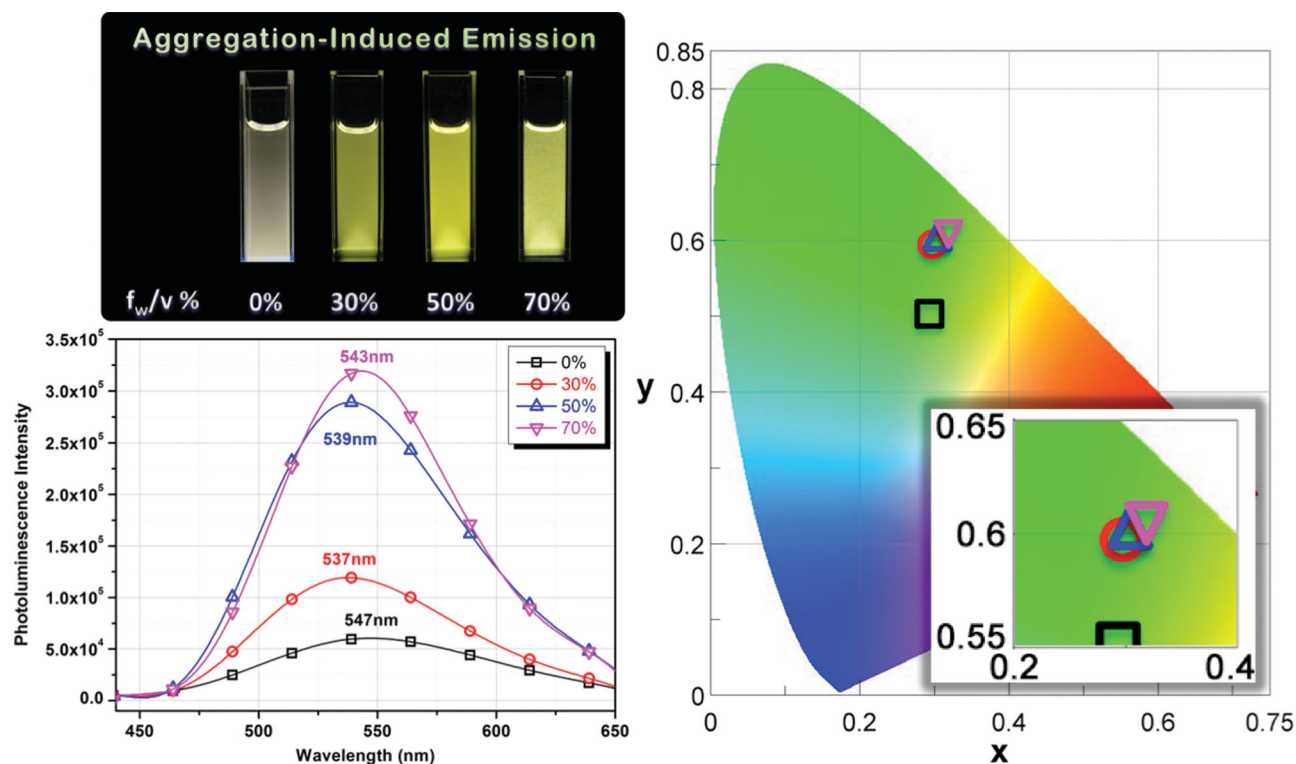 Aggregation-Induced Emission
f_w/v % 0% 30% 50% 70%
3.5x10^5
3.0x10^5
2.5x10^5
2.0x10^5
1.5x10^5
1.0x10^5
5.0x10^4
0.0
Photoluminescence Intensity
543nm
539nm
537nm
547nm
0%
30%
50%
70%
450 500 550 600 650
Wavelength (nm)
0.85
0.8
0.6
0.4
0.2
0
y
0 0.2 0.4 0.6 0.75
x
0.65
0.6
0.55
0.2 0.4